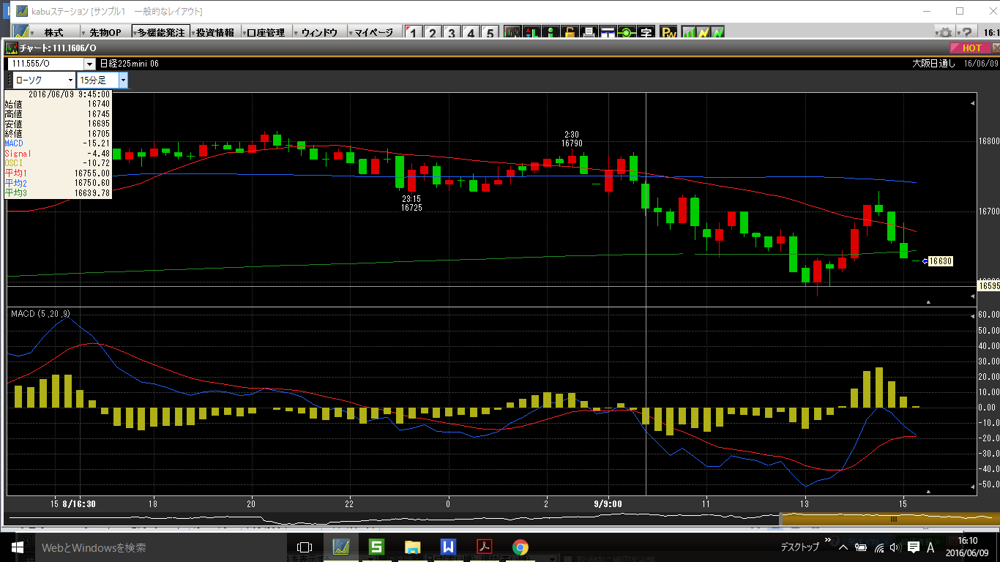 kabuステーション [サンプル1　一般的なレイアウト]
株式 先物OP 多機能発注 投資情報 口座管理 ウィンドウ マイページ 1 2 3 4 5 L i 字 Pw ? 16:1
チャート: 111.1606/O HOT
111.555/O 日経225mini 06 大阪日通し 16/06/09
ローソク 15分足
2016/06/09 9:45:00
始値 16740
高値 16745
安値 16695
終値 16705
MACD -15.21
Signal -4.48
OSCI -10.72
平均1 16755.00
平均2 16750.60
平均3 16639.78
2:30
16790
23:15
16725
16800
16700
16630
16595
MACD (5 ,20 ,9)
60.00
50.00
40.00
30.00
20.00
10.00
0.00
-10.0
-20.0
-30.0
-40.0
-50.0
15 8/16:30 18 20 22 0 2 9/9:00 11 13 15
WebとWindowsを検索 デスクトップ A 16:10
2016/06/09